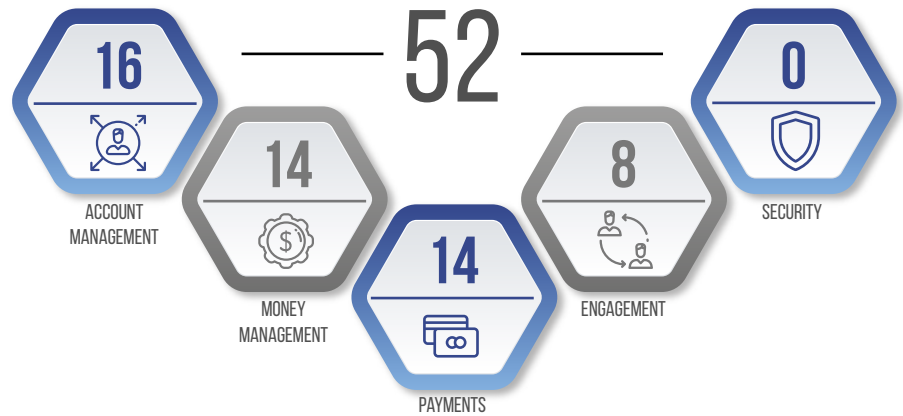 52
16
ACCOUNT
MANAGEMENT
14
$
MONEY
MANAGEMENT
14
PAYMENTS
8
ENGAGEMENT
0
SECURITY